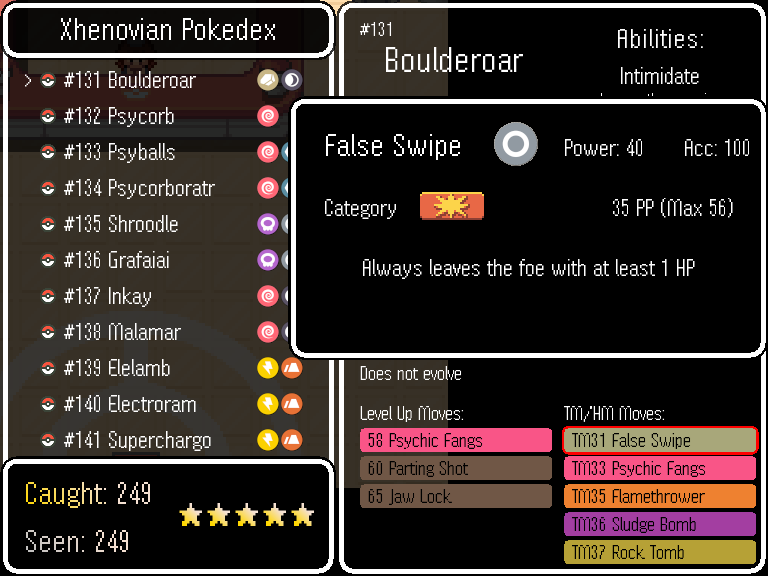 Xhenovian Pokedex
#131 Boulderoar
#132 Psycorb
#133 Psyballs
#134 Psycorboratr
#135 Shroodle
#136 Grafaiai
#137 Inkay
#138 Malamar
#139 Elelamb
#140 Electroram
#141 Superchargo
Caught: 249
Seen: 249
#131
Boulderoar
Abilities:
Intimidate
False Swipe
Power: 40
Acc: 100
Category
35 PP (Max 56)
Always leaves the foe with at least 1 HP
Does not evolve
Level Up Moves:
58 Psychic Fangs
60 Parting Shot
65 Jaw Lock
TM/HM Moves:
TM31 False Swipe
TM33 Psychic Fangs
TM35 Flamethrower
TM36 Sludge Bomb
TM37 Rock Tomb